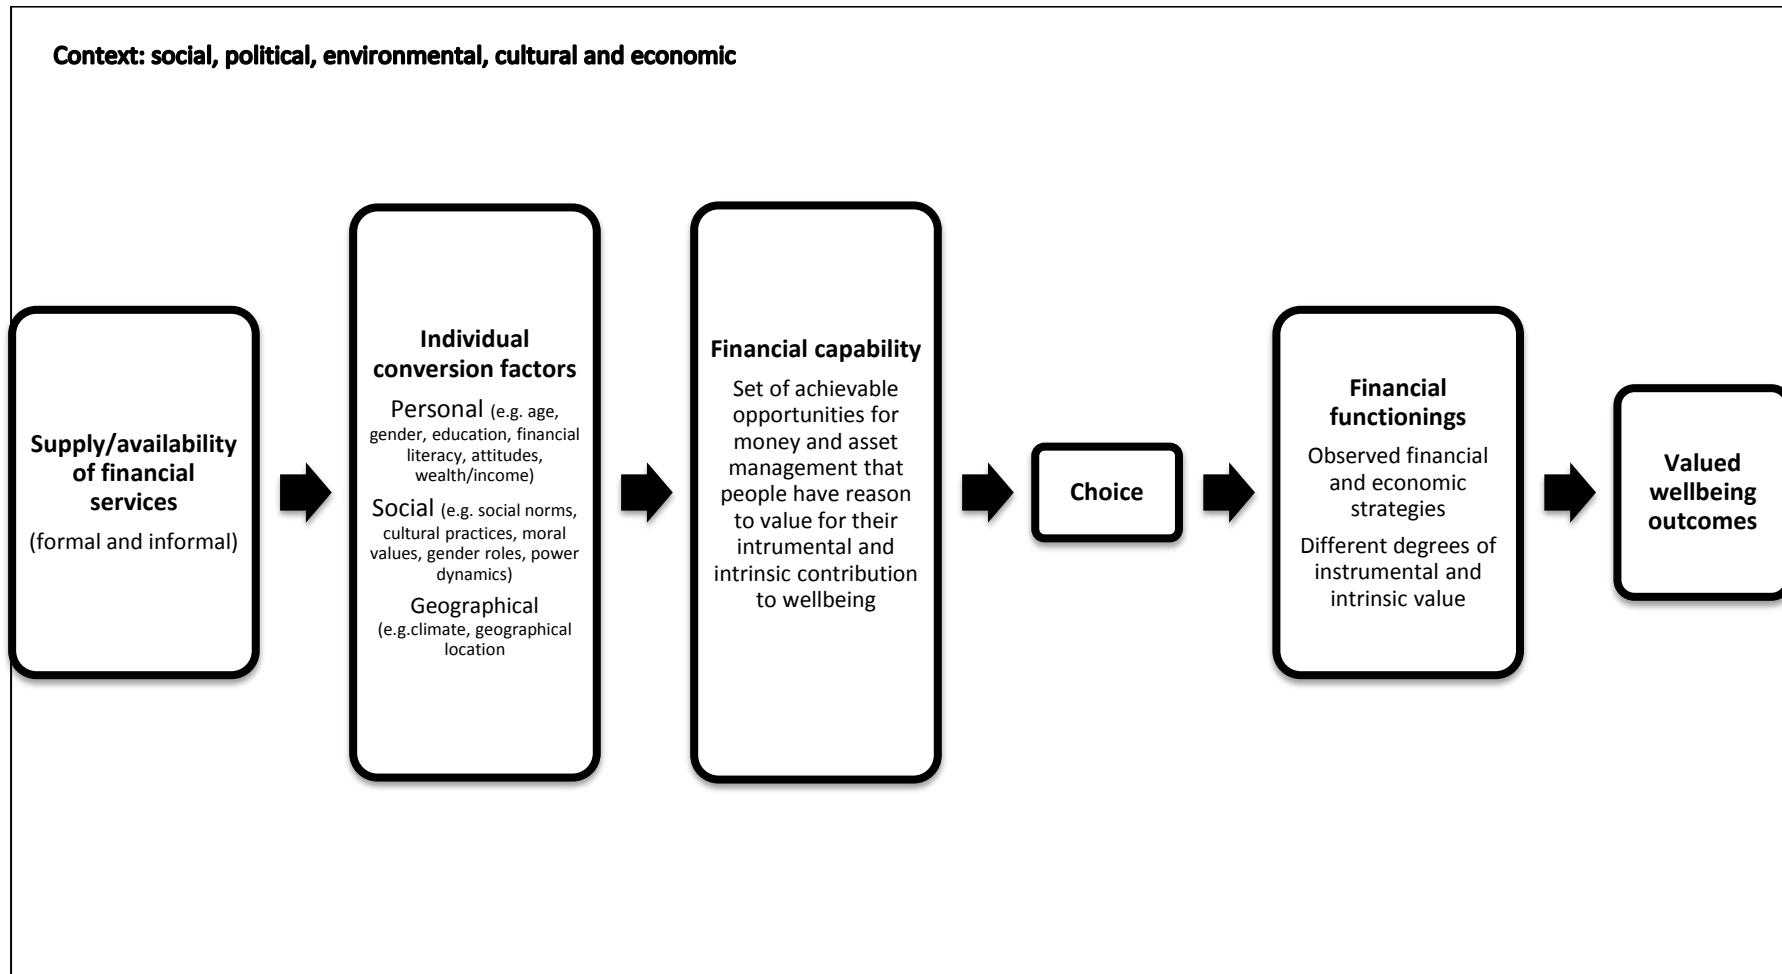 Context: social, political, environmental, cultural and economic
Supply/availability
of financial
services
(formal and informal)
Individual
conversion factors
Personal (e.g. age,
gender, education, financial
literacy, attitudes,
wealth/income)
Social (e.g. social norms,
cultural practices, moral
values, gender roles, power
dynamics)
Geographical
(e.g.climate, geographical
location
Financial capability
Set of achievable
opportunities for
money and asset
management that
people have reason
to value for their
intrumental and
intrinsic contribution
to wellbeing
Choice
Financial
functionings
Observed financial
and economic
strategies
Different degrees of
instrumental and
intrinsic value
Valued
wellbeing
outcomes